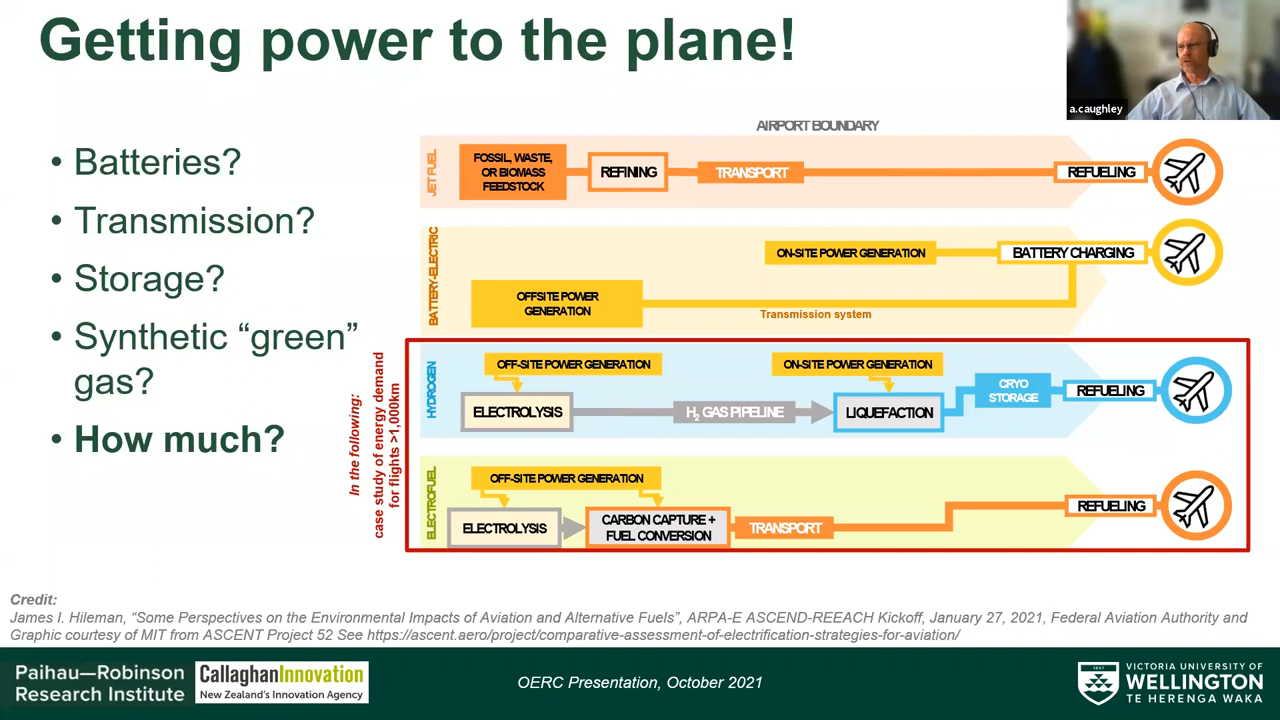 Getting power to the plane!
a.caughley
• Batteries?
• Transmission?
• Storage?
• Synthetic “green”
gas?
• How much?
AIRPORT BOUNDARY
JET FUEL
FOSSIL, WASTE,
OR BIOMASS
FEEDSTOCK
REFINING
TRANSPORT
REFUELING
BATTERY-ELECTRIC
ON-SITE POWER GENERATION
BATTERY CHARGING
OFFSITE POWER
GENERATION
Transmission system
In the following:
case study of energy demand
for flights >1,000km
HYDROGEN
OFF-SITE POWER GENERATION
ON-SITE POWER GENERATION
ELECTROLYSIS
H₂ GAS PIPELINE
LIQUEFACTION
CRYO
STORAGE
REFUELING
ELECTROFUEL
OFF-SITE POWER GENERATION
ELECTROLYSIS
CARBON CAPTURE +
FUEL CONVERSION
TRANSPORT
REFUELING
Credit:
James I. Hileman, “Some Perspectives on the Environmental Impacts of Aviation and Alternative Fuels”, ARPA-E ASCEND-REEACH Kickoff, January 27, 2021, Federal Aviation Authority and
Graphic courtesy of MIT from ASCENT Project 52 See https://ascent.aero/project/comparative-assessment-of-electrification-strategies-for-aviation/
Paihau—Robinson
Research Institute
CallaghanInnovation
New Zealand’s Innovation Agency
OERC Presentation, October 2021
1897
VICTORIA UNIVERSITY OF
WELLINGTON
TE HERENGA WAKA